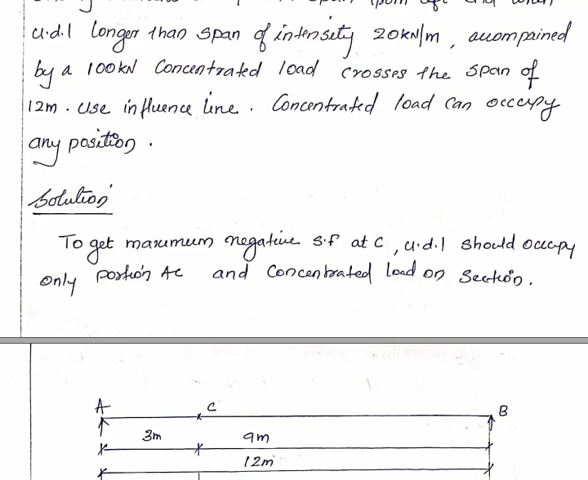 u.d.l longer than span of intensity 20kN/m, accompained
by a 100kN Concentrated load crosses the span of
12m. Use influence line. Concentrated load can occupy
any position.
Solution
To get maximum negative S.F at C, u.d.l should occupy
only portion AC and Concentrated load on Section.
A C B
3m 9m
12m